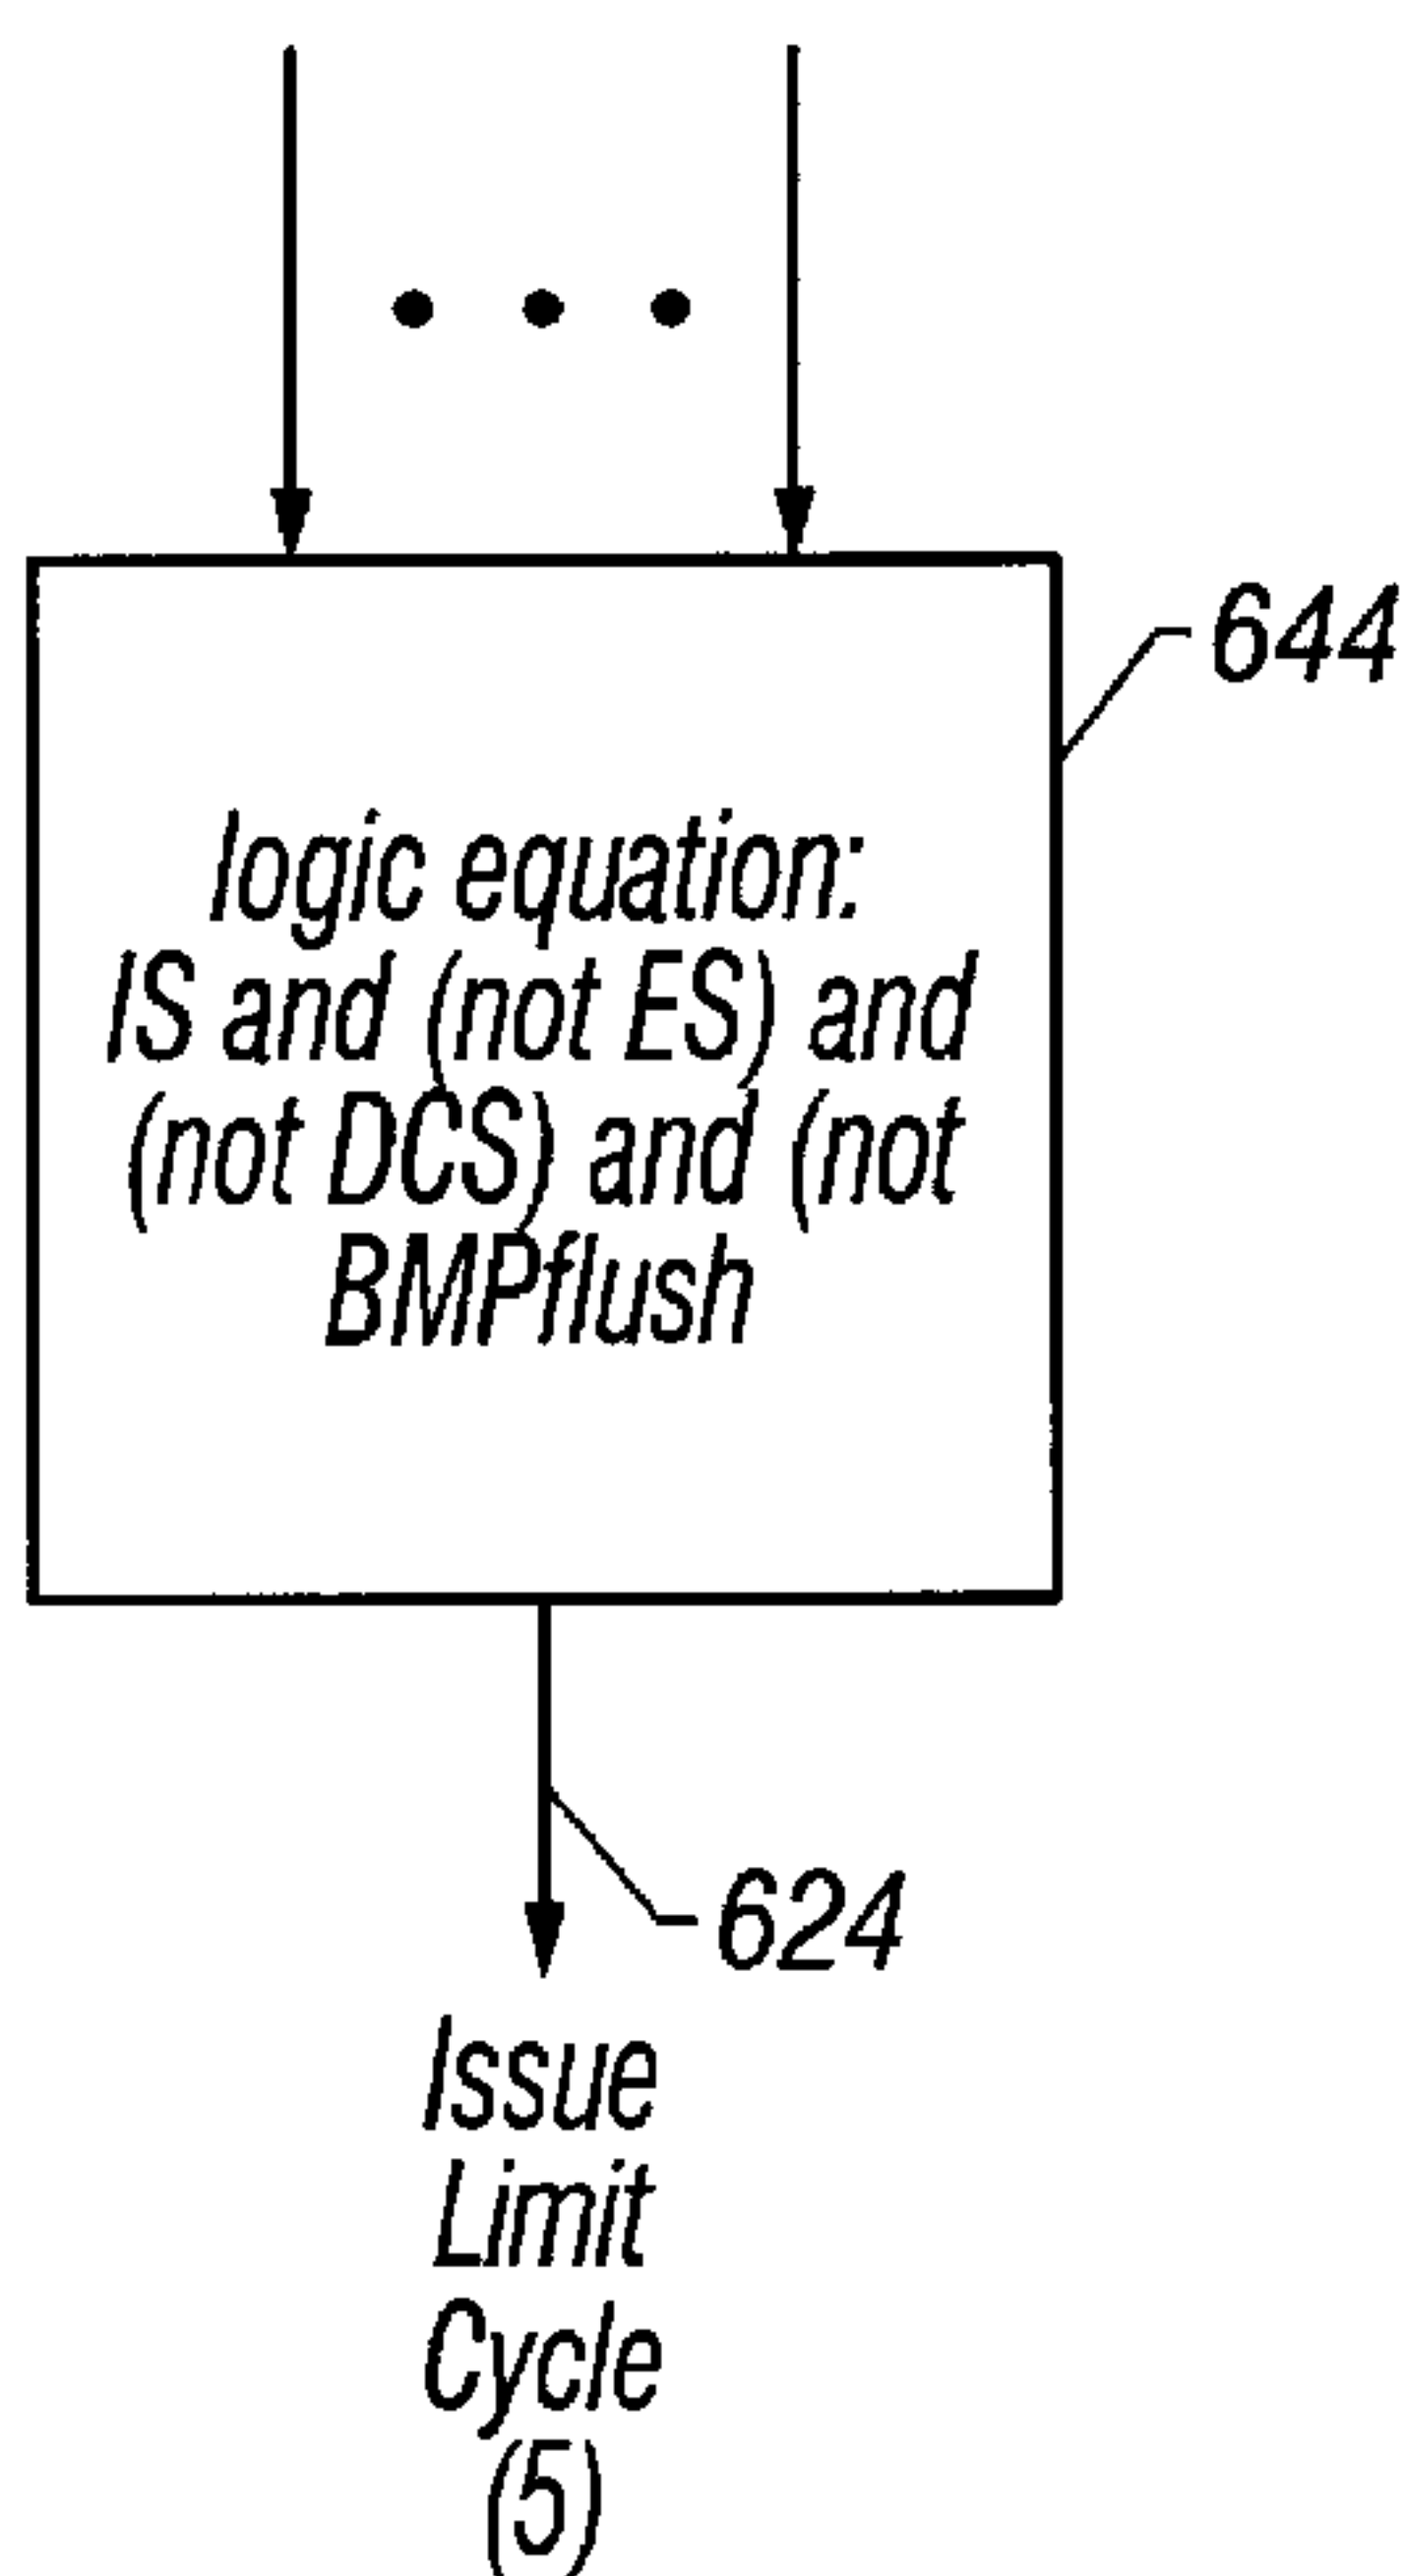 644
logic equation:
IS and (not ES) and
(not DCS) and (not
BMPflush
624
Issue
Limit
Cycle
(5)